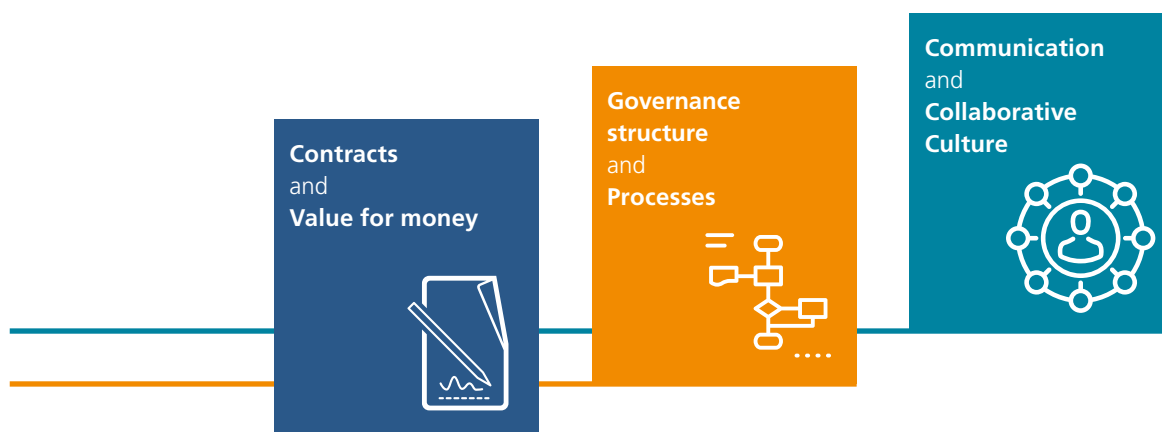 Contracts
and
Value for money
Governance
structure
and
Processes
Communication
and
Collaborative
Culture